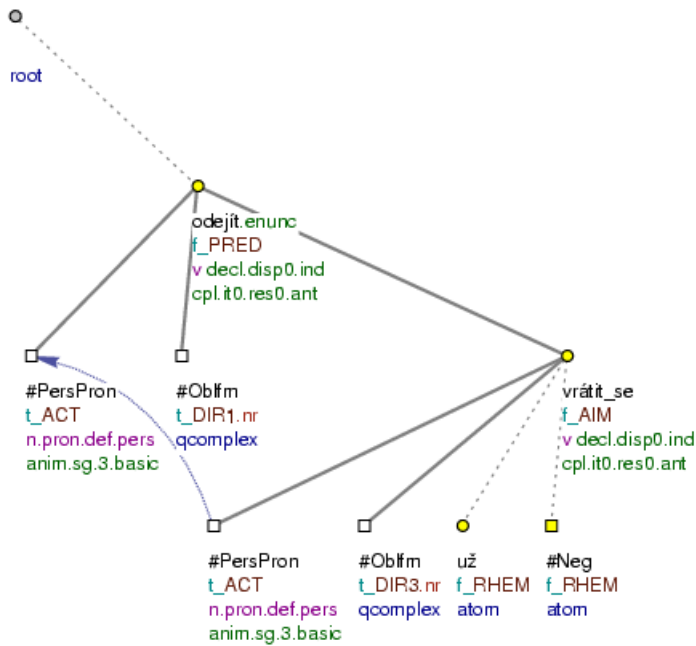 root
odejít.enunc
f_PRED
v decl.disp0.ind
cpl.it0.res0.ant
#PersPron
t_ACT
n.pron.def.pers
anim.sg.3.basic
#Oblfm
t_DIR1.nr
qcomplex
vrátit_se
f_AIM
v decl.disp0.ind
cpl.it0.res0.ant
#PersPron
t_ACT
n.pron.def.pers
anim.sg.3.basic
#Oblfm
t_DIR3.nr
qcomplex
už
f_RHEM
atom
#Neg
f_RHEM
atom